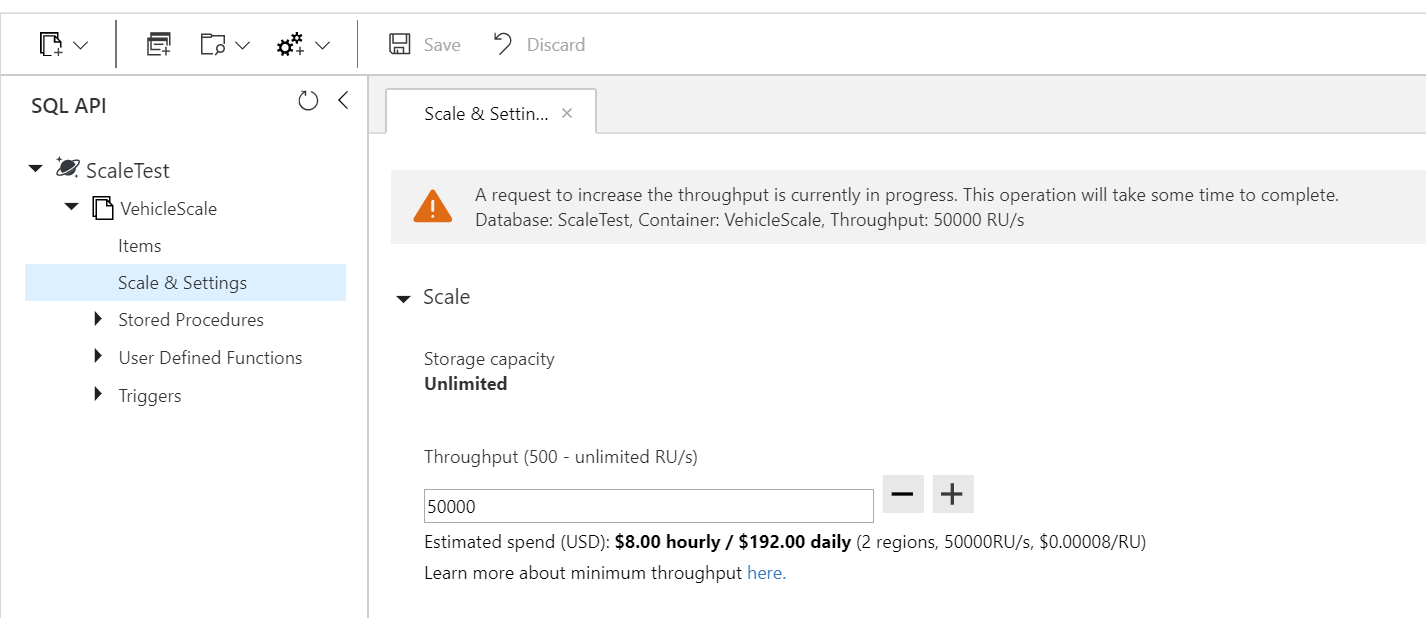 Save
Discard
SQL API
Scale & Settin...
ScaleTest
VehicleScale
Items
Scale & Settings
Stored Procedures
User Defined Functions
Triggers
A request to increase the throughput is currently in progress. This operation will take some time to complete.
Database: ScaleTest, Container: VehicleScale, Throughput: 50000 RU/s
Scale
Storage capacity
Unlimited
Throughput (500 - unlimited RU/s)
50000
Estimated spend (USD): $8.00 hourly / $192.00 daily (2 regions, 50000RU/s, $0.00008/RU)
Learn more about minimum throughput here.